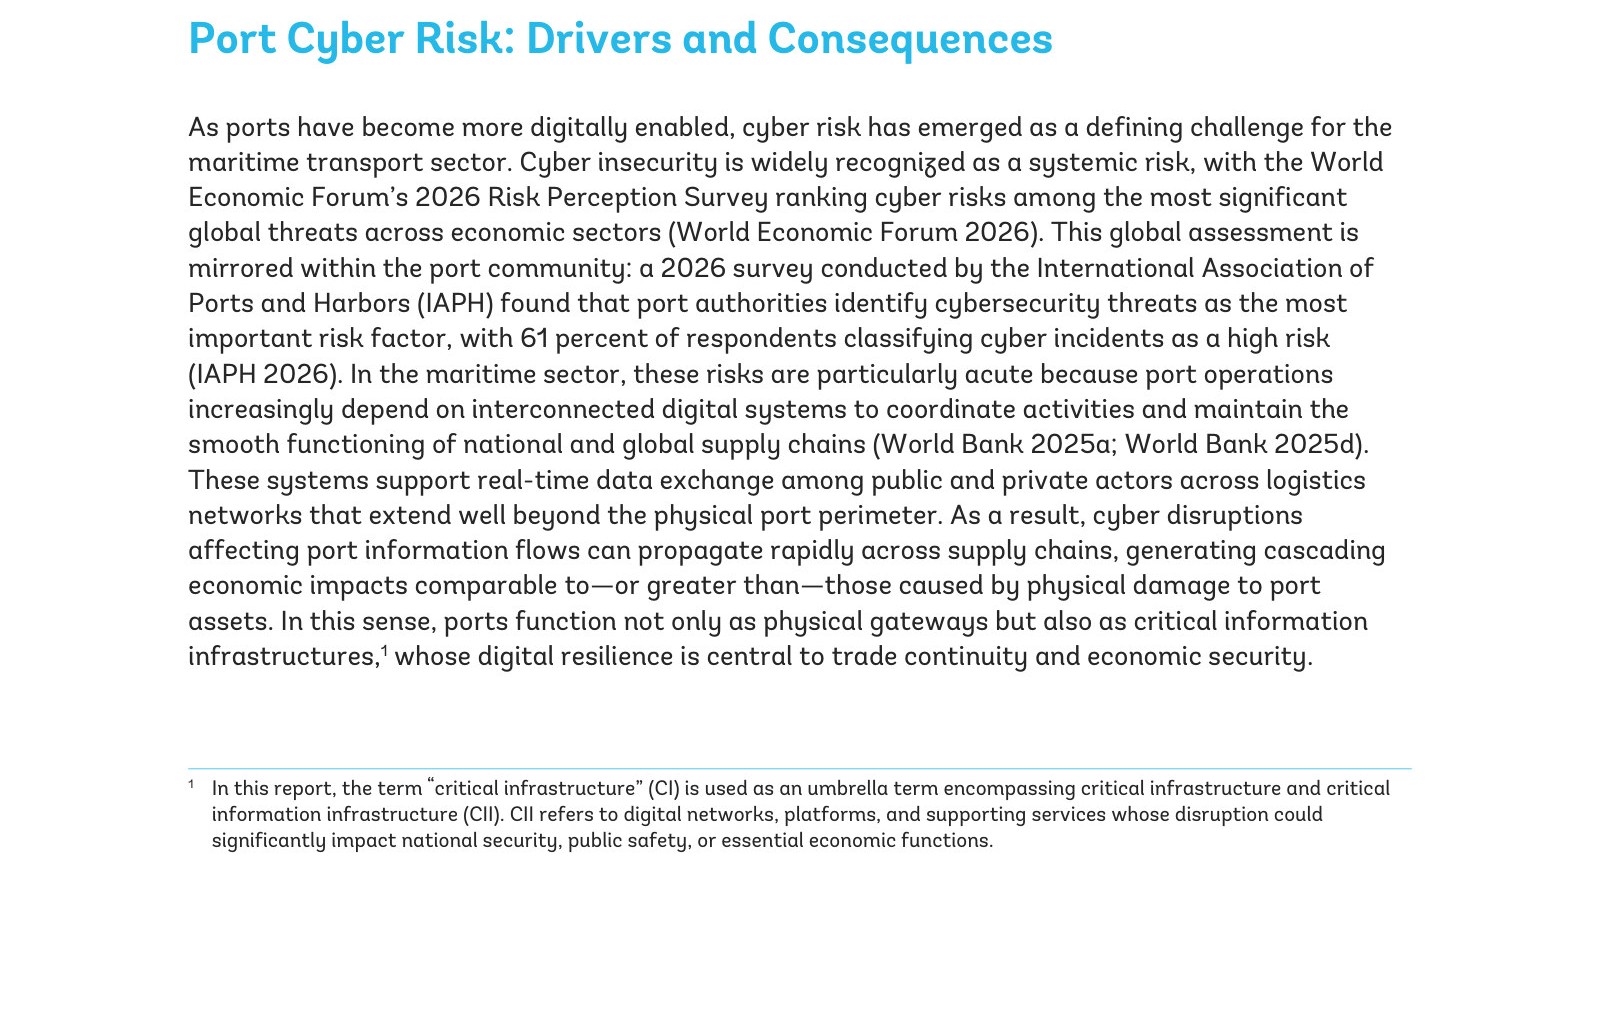 Port Cyber Risk: Drivers and Consequences
As ports have become more digitally enabled, cyber risk has emerged as a defining challenge for the
maritime transport sector. Cyber insecurity is widely recognized as a systemic risk, with the World
Economic Forum’s 2026 Risk Perception Survey ranking cyber risks among the most significant
global threats across economic sectors (World Economic Forum 2026). This global assessment is
mirrored within the port community: a 2026 survey conducted by the International Association of
Ports and Harbors (IAPH) found that port authorities identify cybersecurity threats as the most
important risk factor, with 61 percent of respondents classifying cyber incidents as a high risk
(IAPH 2026). In the maritime sector, these risks are particularly acute because port operations
increasingly depend on interconnected digital systems to coordinate activities and maintain the
smooth functioning of national and global supply chains (World Bank 2025a; World Bank 2025d).
These systems support real-time data exchange among public and private actors across logistics
networks that extend well beyond the physical port perimeter. As a result, cyber disruptions
affecting port information flows can propagate rapidly across supply chains, generating cascading
economic impacts comparable to—or greater than—those caused by physical damage to port
assets. In this sense, ports function not only as physical gateways but also as critical information
infrastructures,¹ whose digital resilience is central to trade continuity and economic security.
¹ In this report, the term “critical infrastructure” (CI) is used as an umbrella term encompassing critical infrastructure and critical
information infrastructure (CII). CII refers to digital networks, platforms, and supporting services whose disruption could
significantly impact national security, public safety, or essential economic functions.